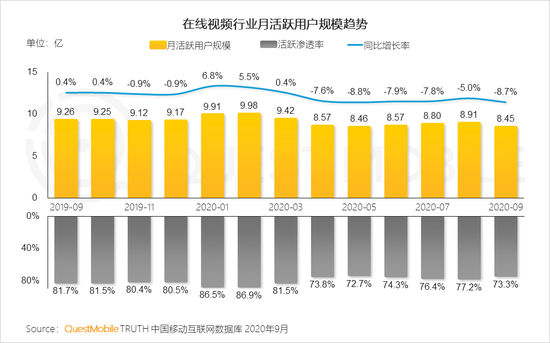 在线视频行业月活跃用户规模趋势
单位：亿
月活跃用户规模 活跃渗透率 同比增长率
15
0.4% 0.4% -0.9% -0.9% 6.8% 5.5% 0.4% -7.6% -8.8% -7.9% -7.8% -5.0% -8.7%
10
9.26 9.25 9.12 9.17 9.91 9.98 9.42 8.57 8.46 8.57 8.80 8.91 8.45
5
QUEST MOBILE
0
2019-09 2019-11 2020-01 2020-03 2020-05 2020-07 2020-09
0%
40%
80%
81.7% 81.5% 80.4% 80.5% 86.5% 86.9% 81.5% 73.8% 72.7% 74.3% 76.4% 77.2% 73.3%
Source：QuestMobile TRUTH 中国移动互联网数据库 2020年9月